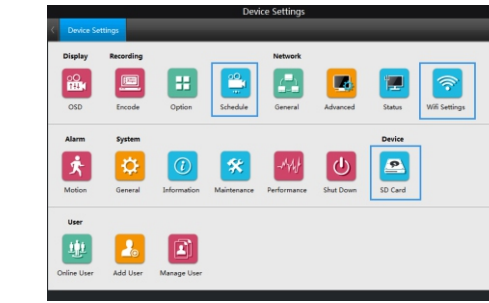 Device Settings
Device Settings
Display Recording Network
OSD Encode Option Schedule General Advanced Status Wifi Settings
Alarm System Device
Motion General Information Maintenance Performance Shut Down SD Card
User
Online User Add User Manage User